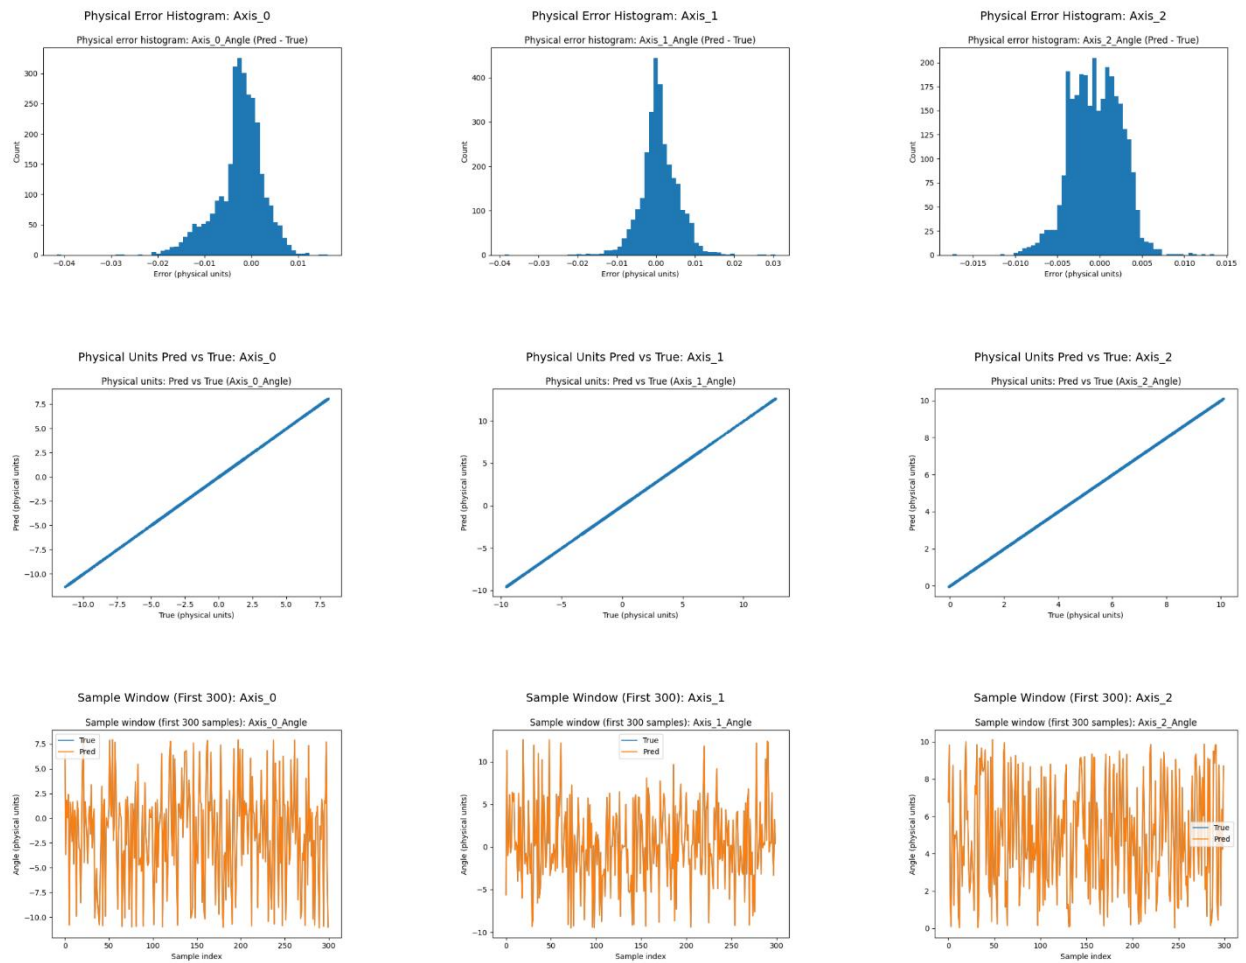 Physical Error Histogram: Axis_0
Physical error histogram: Axis_0_Angle (Pred - True)
300
250
200
150
100
50
0
Count
−0.04 −0.03 −0.02 −0.01 0.00 0.01
Error (physical units)
Physical Error Histogram: Axis_1
Physical error histogram: Axis_1_Angle (Pred - True)
400
300
200
100
0
Count
−0.04 −0.03 −0.02 −0.01 0.00 0.01 0.02 0.03
Error (physical units)
Physical Error Histogram: Axis_2
Physical error histogram: Axis_2_Angle (Pred - True)
200
175
150
125
100
75
50
25
0
Count
−0.015 −0.010 −0.005 0.000 0.005 0.010 0.015
Error (physical units)
Physical Units Pred vs True: Axis_0
Physical units: Pred vs True (Axis_0_Angle)
7.5
5.0
2.5
0.0
−2.5
−5.0
−7.5
−10.0
Pred (physical units)
−10.0 −7.5 −5.0 −2.5 0.0 2.5 5.0 7.5
True (physical units)
Physical Units Pred vs True: Axis_1
Physical units: Pred vs True (Axis_1_Angle)
10
5
0
−5
−10
Pred (physical units)
−10 −5 0 5 10
True (physical units)
Physical Units Pred vs True: Axis_2
Physical units: Pred vs True (Axis_2_Angle)
10
8
6
4
2
0
Pred (physical units)
0 2 4 6 8 10
True (physical units)
Sample Window (First 300): Axis_0
Sample window (first 300 samples): Axis_0_Angle
7.5
5.0
2.5
0.0
−2.5
−5.0
−7.5
−10.0
Angle (physical units)
True
Pred
0 50 100 150 200 250 300
Sample index
Sample Window (First 300): Axis_1
Sample window (first 300 samples): Axis_1_Angle
10
5
0
−5
−10
Angle (physical units)
True
Pred
0 50 100 150 200 250 300
Sample index
Sample Window (First 300): Axis_2
Sample window (first 300 samples): Axis_2_Angle
10
8
6
4
2
0
Angle (physical units)
True
Pred
0 50 100 150 200 250 300
Sample index